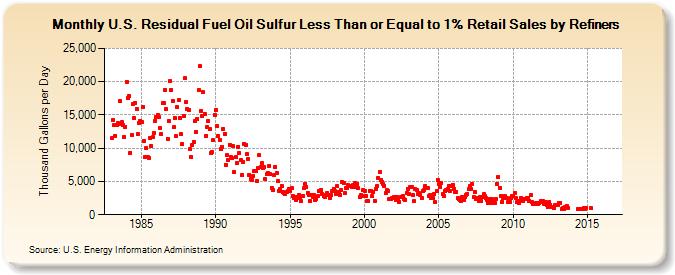 Monthly U.S. Residual Fuel Oil Sulfur Less Than or Equal to 1% Retail Sales by Refiners
Thousand Gallons per Day
25,000
20,000
15,000
10,000
5,000
0
1985 1990 1995 2000 2005 2010 2015
Source: U.S. Energy Information Administration